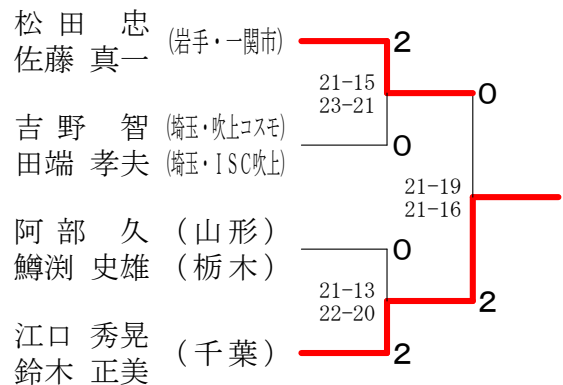 松田 忠 (岩手・一関市) 2
佐藤 真一
21-15 0
23-21
吉野 智 (埼玉・吹上コスモ) 0
田端 孝夫 (埼玉・ISC吹上)
21-19
21-16
阿部 久 (山形) 0
鱒渕 史雄 (栃木)
21-13 2
22-20
江口 秀晃 (千葉) 2
鈴木 正美